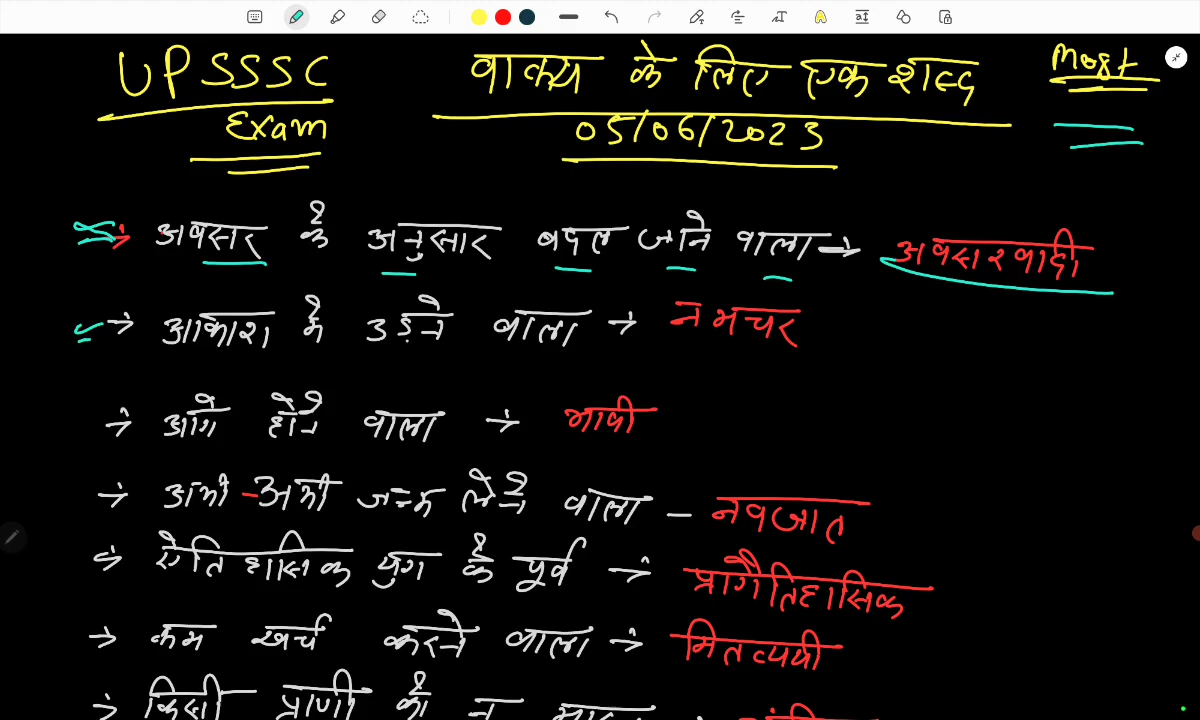 UPSSSC वाक्य के लिए एक शब्द Most
Exam 05/06/2023
→ अवसर के अनुसार बदल जाने वाला → अवसरवादी
→ आकाश में उड़ने वाला → नभचर
→ आगे होने वाला → भावी
→ अभी-अभी जन्म लेने वाला – नवजात
→ ऐतिहासिक युग के पूर्व → प्रागैतिहासिक
→ कम खर्च करने वाला → मितव्ययी
→ किसी प्राणी को न